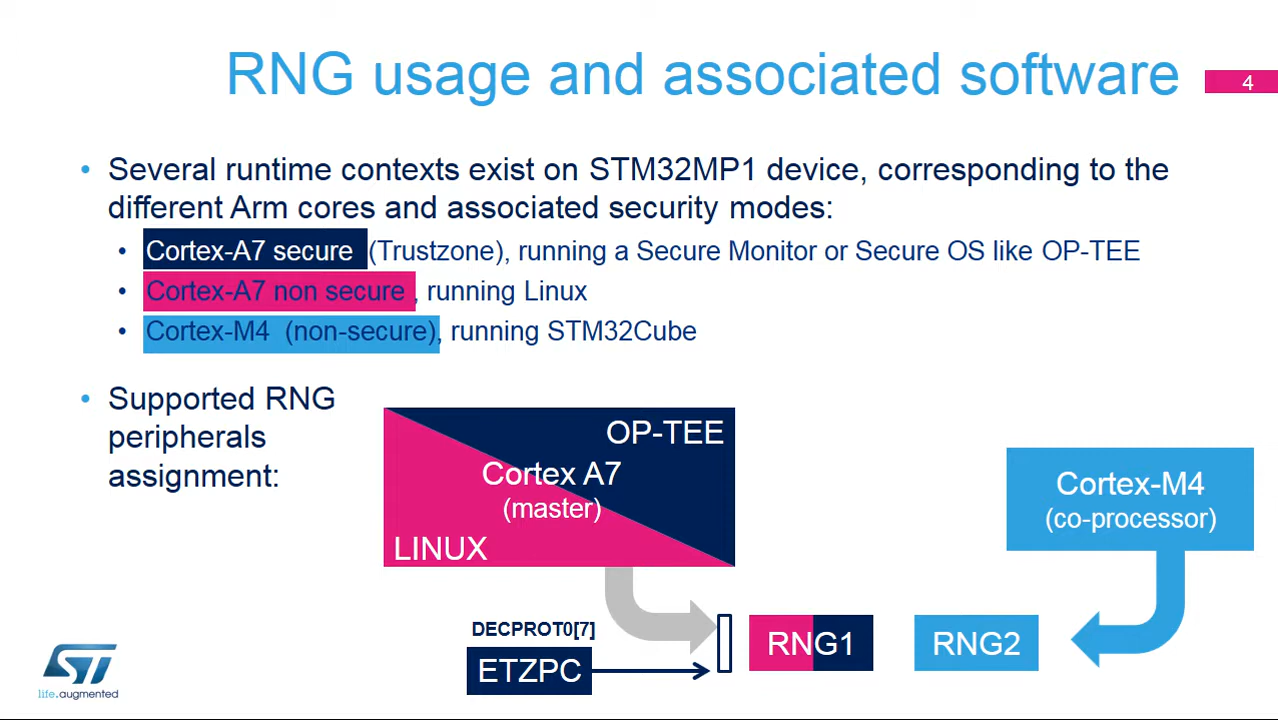 RNG usage and associated software
4
• Several runtime contexts exist on STM32MP1 device, corresponding to the
different Arm cores and associated security modes:
• Cortex-A7 secure (Trustzone), running a Secure Monitor or Secure OS like OP-TEE
• Cortex-A7 non secure , running Linux
• Cortex-M4 (non-secure), running STM32Cube
• Supported RNG
peripherals
assignment:
OP-TEE
Cortex A7
(master)
LINUX
Cortex-M4
(co-processor)
DECPROT0[7]
ETZPC
RNG1
RNG2
ST
life.augmented